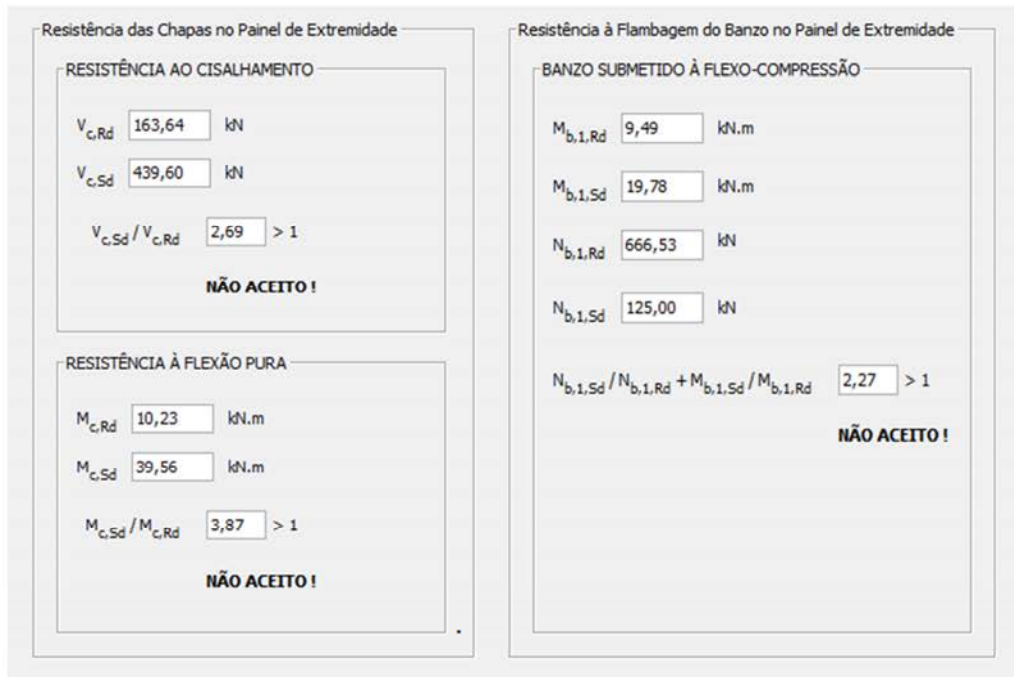 Resistência das Chapas no Painel de Extremidade
RESISTÊNCIA AO CISALHAMENTO
Vc,Rd 163,64 kN
Vc,Sd 439,60 kN
Vc,Sd / Vc,Rd 2,69 > 1
NÃO ACEITO !
RESISTÊNCIA À FLEXÃO PURA
Mc,Rd 10,23 kN.m
Mc,Sd 39,56 kN.m
Mc,Sd / Mc,Rd 3,87 > 1
NÃO ACEITO !
Resistência à Flambagem do Banzo no Painel de Extremidade
BANZO SUBMETIDO À FLEXO-COMPRESSÃO
Mb,1,Rd 9,49 kN.m
Mb,1,Sd 19,78 kN.m
Nb,1,Rd 666,53 kN
Nb,1,Sd 125,00 kN
Nb,1,Sd / Nb,1,Rd + Mb,1,Sd / Mb,1,Rd 2,27 > 1
NÃO ACEITO !